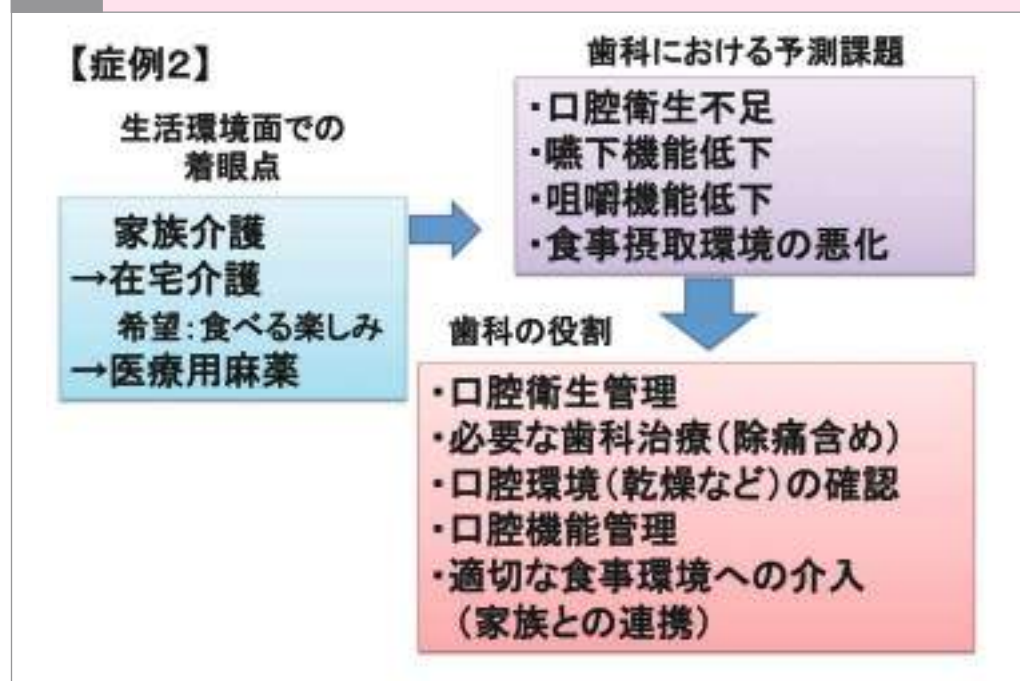 【症例2】
生活環境面での
着眼点
家族介護
→在宅介護
希望：食べる楽しみ
→医療用麻薬
歯科における予測課題
・口腔衛生不足
・嚥下機能低下
・咀嚼機能低下
・食事摂取環境の悪化
歯科の役割
・口腔衛生管理
・必要な歯科治療（除痛含め）
・口腔環境（乾燥など）の確認
・口腔機能管理
・適切な食事環境への介入
（家族との連携）